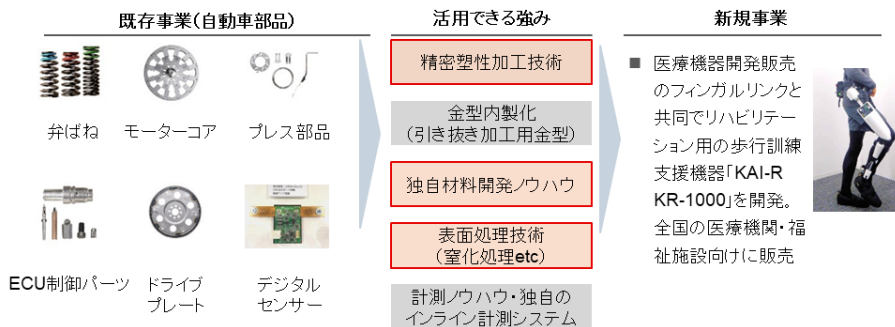 既存事業(自動車部品)
弁ばね
モーターコア
プレス部品
ECU制御パーツ
ドライブ
プレート
デジタル
センサー
活用できる強み
精密塑性加工技術
金型内製化
(引き抜き加工用金型)
独自材料開発ノウハウ
表面処理技術
(窒化処理etc)
計測ノウハウ・独自の
インライン計測システム
新規事業
■ 医療機器開発販売
のフィンガルリンクと
共同でリハビリテー
ション用の歩行訓練
支援機器「KAI-R
KR-1000」を開発。
全国の医療機関・福
祉施設向けに販売